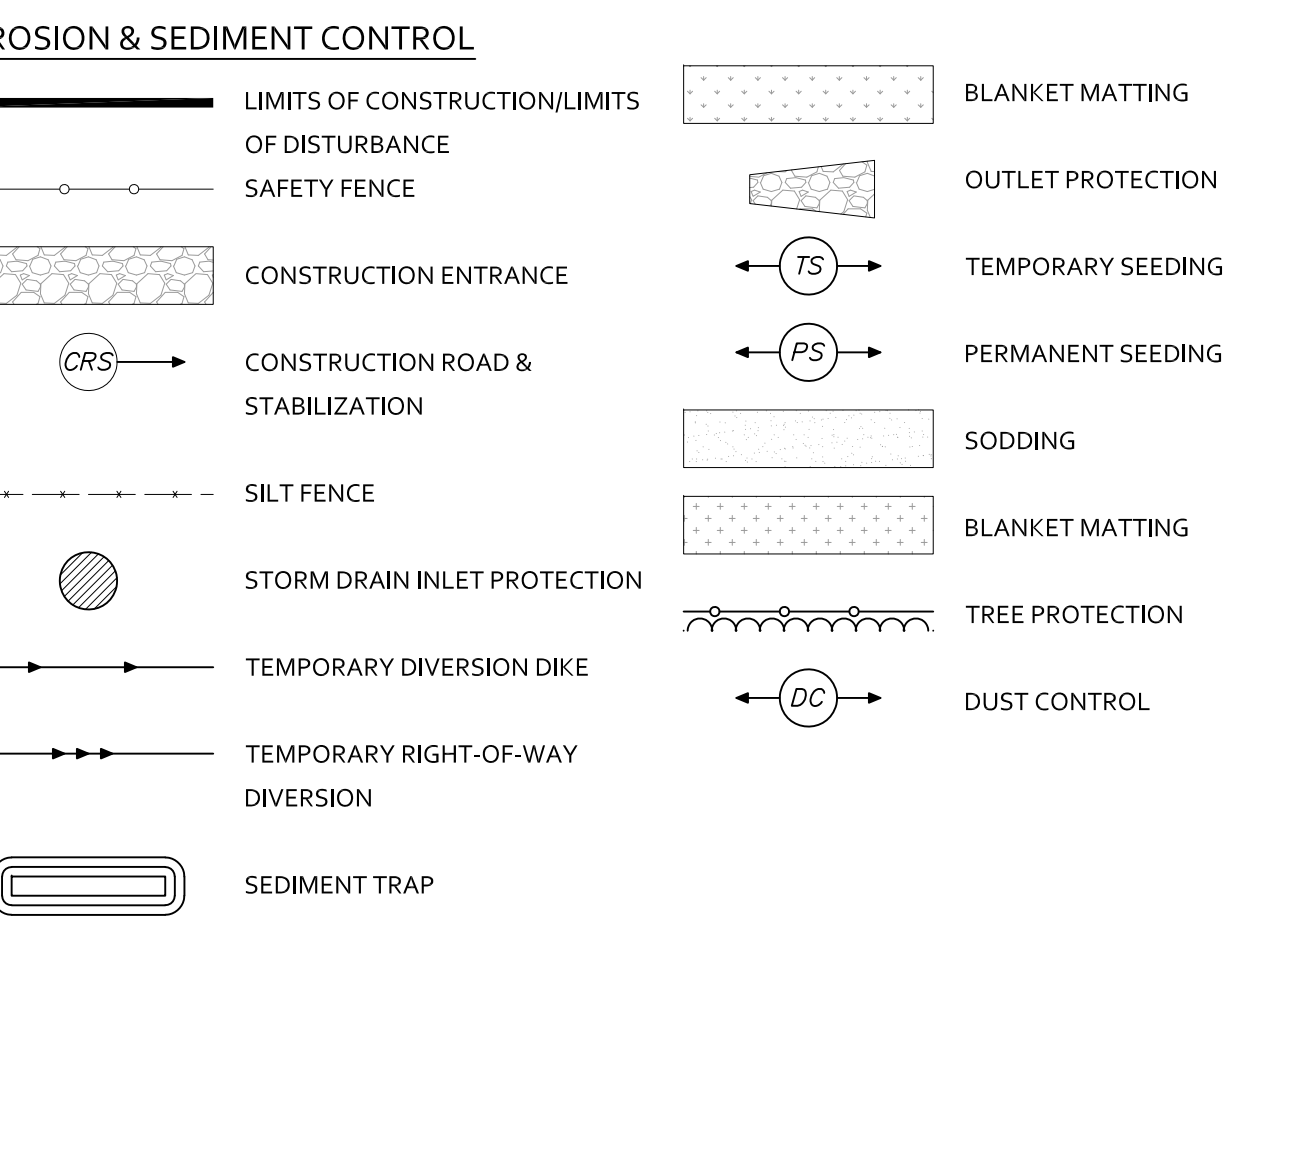 ROSION & SEDIMENT CONTROL
LIMITS OF CONSTRUCTION/LIMITS
OF DISTURBANCE
SAFETY FENCE
CONSTRUCTION ENTRANCE
CRS
CONSTRUCTION ROAD &
STABILIZATION
SILT FENCE
STORM DRAIN INLET PROTECTION
TEMPORARY DIVERSION DIKE
TEMPORARY RIGHT-OF-WAY
DIVERSION
SEDIMENT TRAP
BLANKET MATTING
OUTLET PROTECTION
TS
TEMPORARY SEEDING
PS
PERMANENT SEEDING
SODDING
BLANKET MATTING
TREE PROTECTION
DC
DUST CONTROL